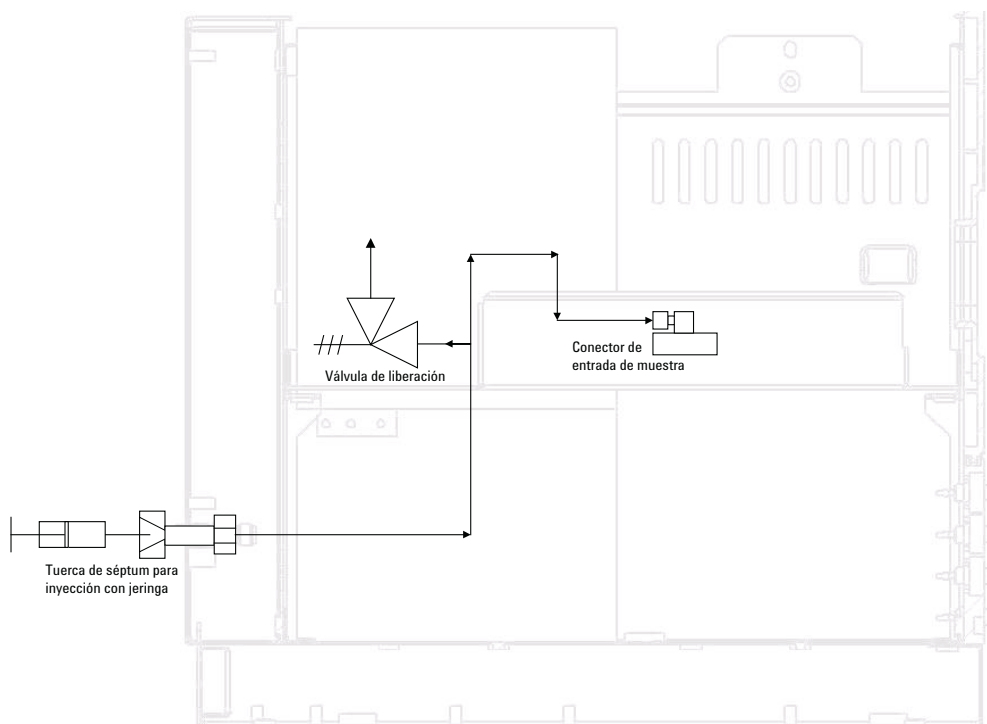 Válvula de liberación
Conector de
entrada de muestra
Tuerca de séptum para
inyección con jeringa